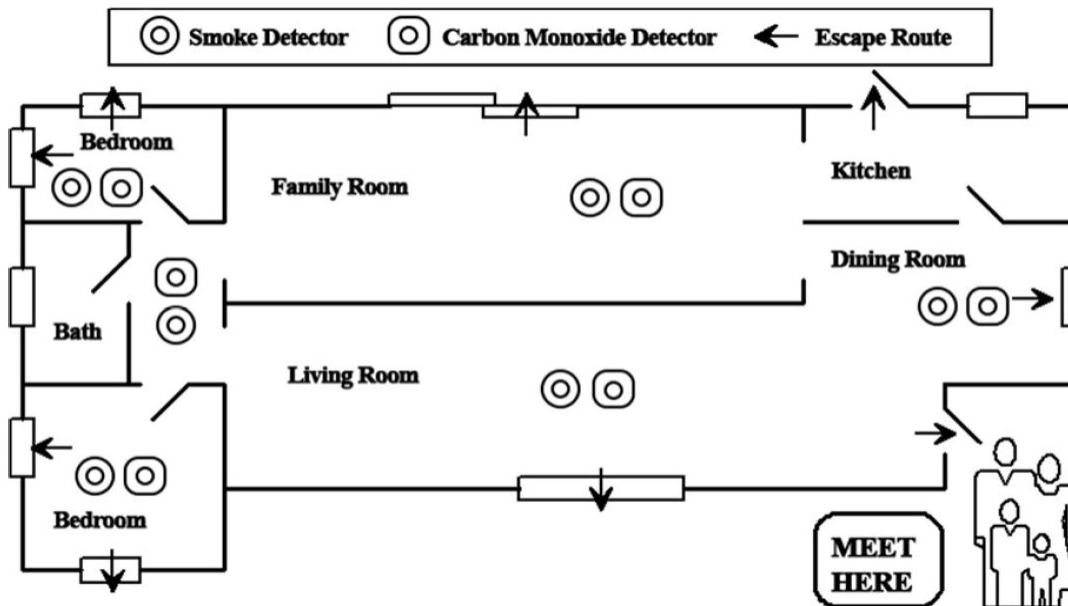 Smoke Detector Carbon Monoxide Detector Escape Route
Bedroom
Family Room
Kitchen
Dining Room
Bath
Living Room
Bedroom
MEET
HERE